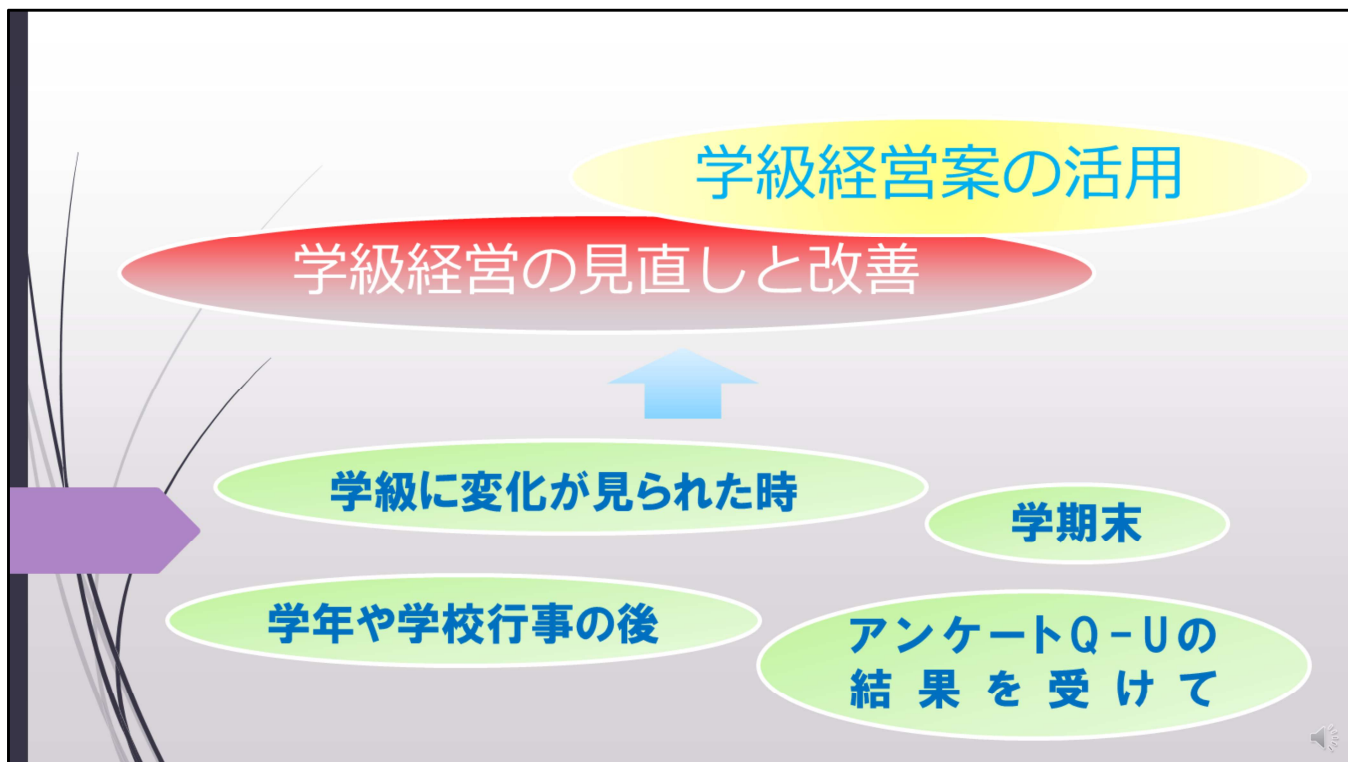 学級経営案の活用
学級経営の見直しと改善
学級に変化が見られた時
学期末
学年や学校行事の後
アンケートQ-Uの
結果を受けて